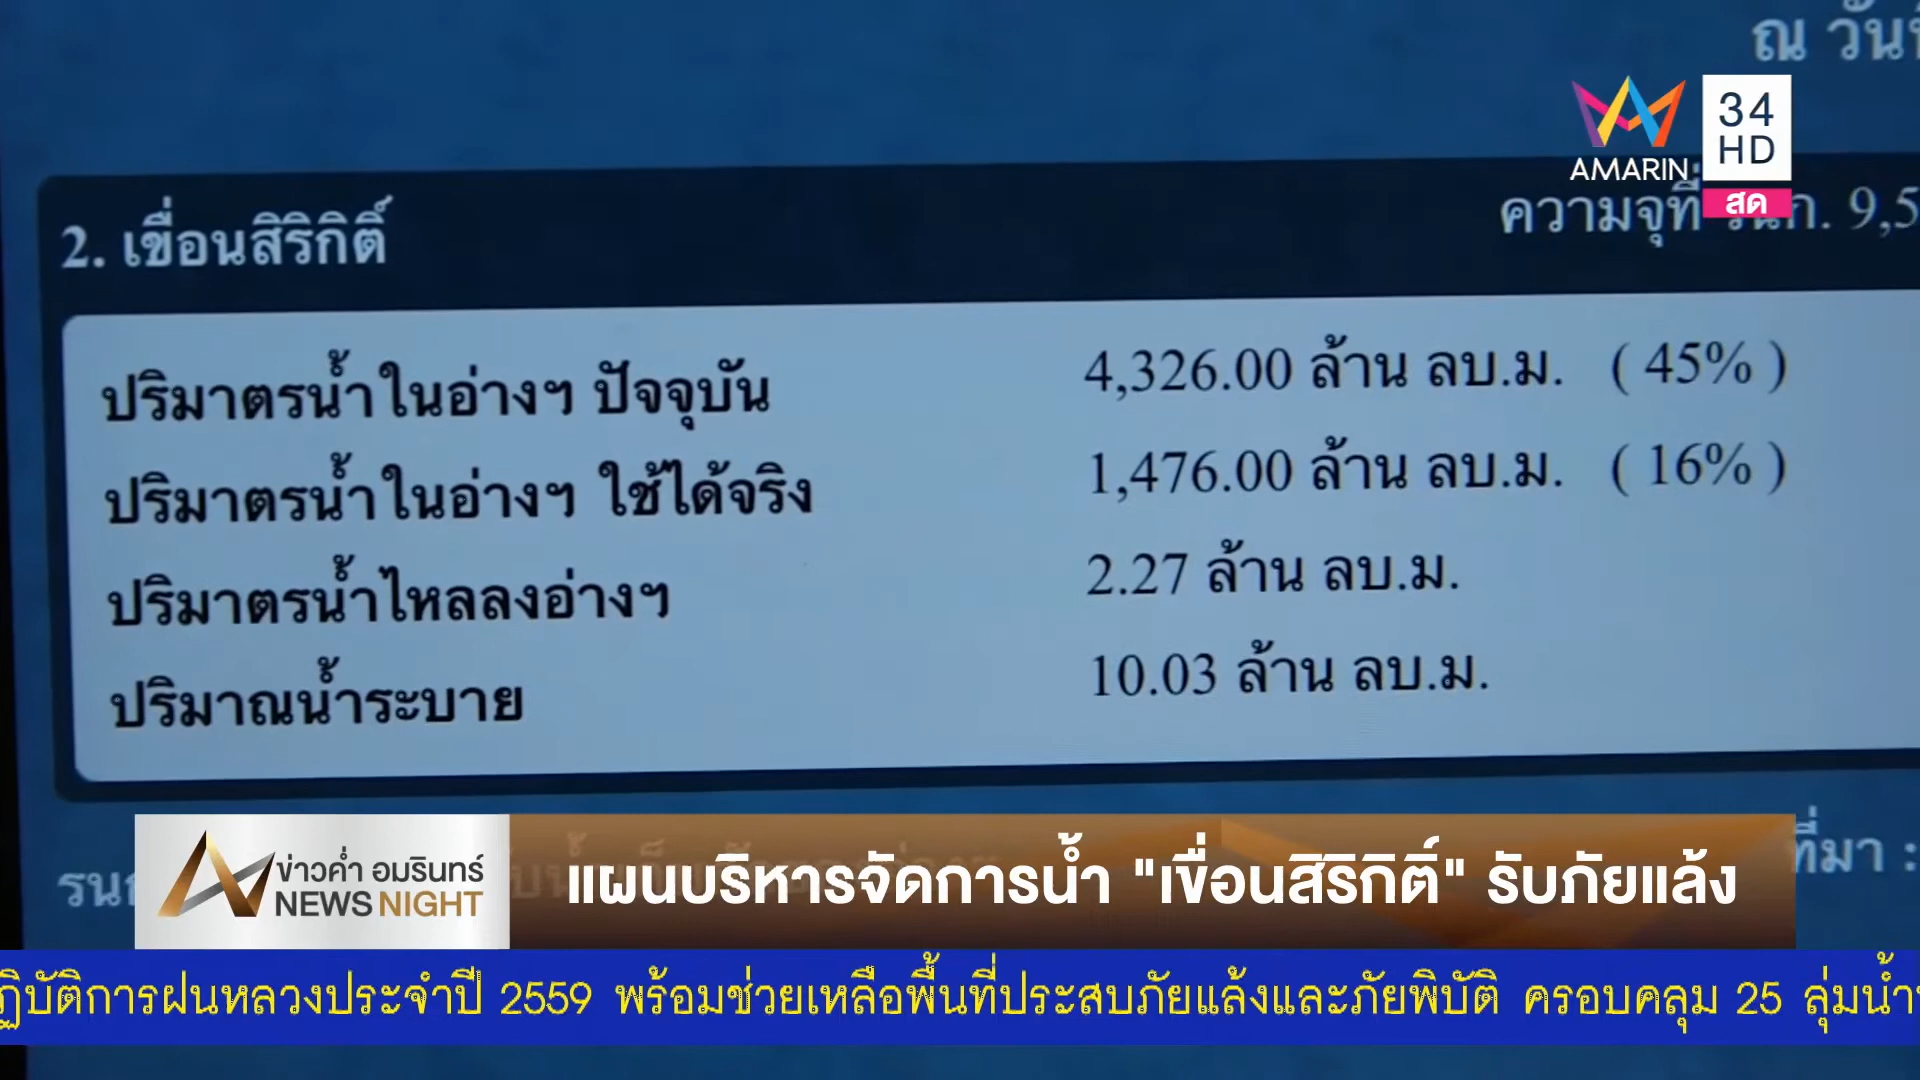 ณ วันที่
AMARIN
34
HD
สด
2. เขื่อนสิริกิติ์
ความจุที่ รนก. 9,5
ปริมาตรน้ำในอ่างฯ ปัจจุบัน 4,326.00 ล้าน ลบ.ม. ( 45% )
ปริมาตรน้ำในอ่างฯ ใช้ได้จริง 1,476.00 ล้าน ลบ.ม. ( 16% )
ปริมาตรน้ำไหลลงอ่างฯ 2.27 ล้าน ลบ.ม.
ปริมาณน้ำระบาย 10.03 ล้าน ลบ.ม.
ที่มา :
ข่าวค่ำ อมรินทร์
NEWS NIGHT
แผนบริหารจัดการน้ำ "เขื่อนสิริกิติ์" รับภัยแล้ง
ฏิบัติการฝนหลวงประจำปี 2559 พร้อมช่วยเหลือพื้นที่ประสบภัยแล้งและภัยพิบัติ ครอบคลุม 25 ลุ่มน้ำ